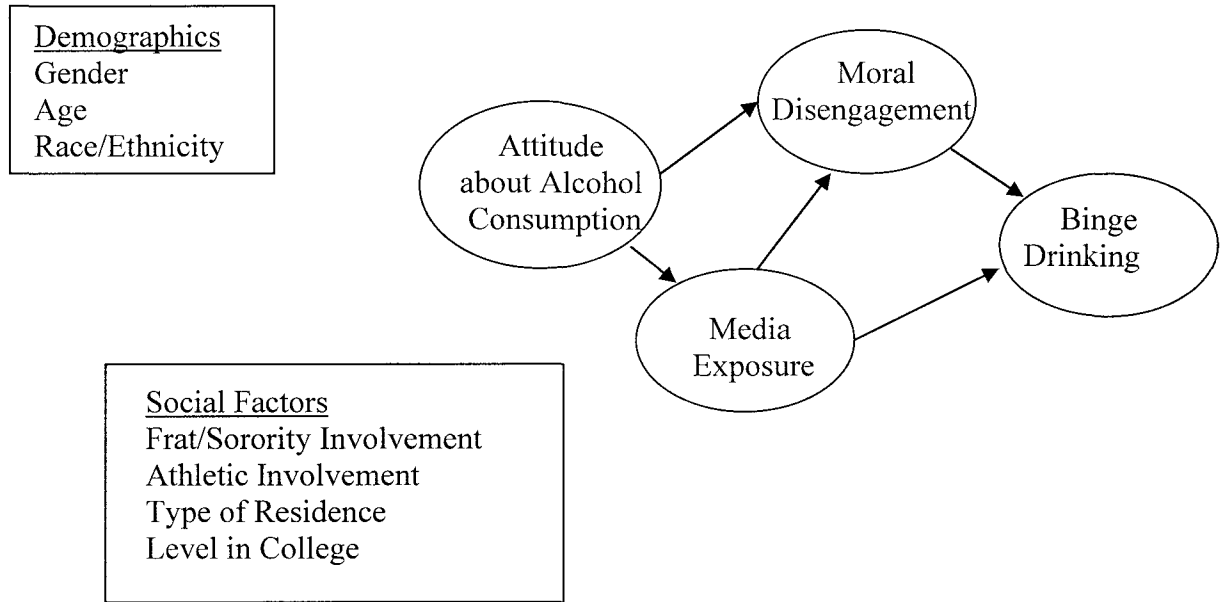 Demographics
Gender
Age
Race/Ethnicity
Moral
Disengagement
Attitude
about Alcohol
Consumption
Binge
Drinking
Media
Exposure
Social Factors
Frat/Sorority Involvement
Athletic Involvement
Type of Residence
Level in College